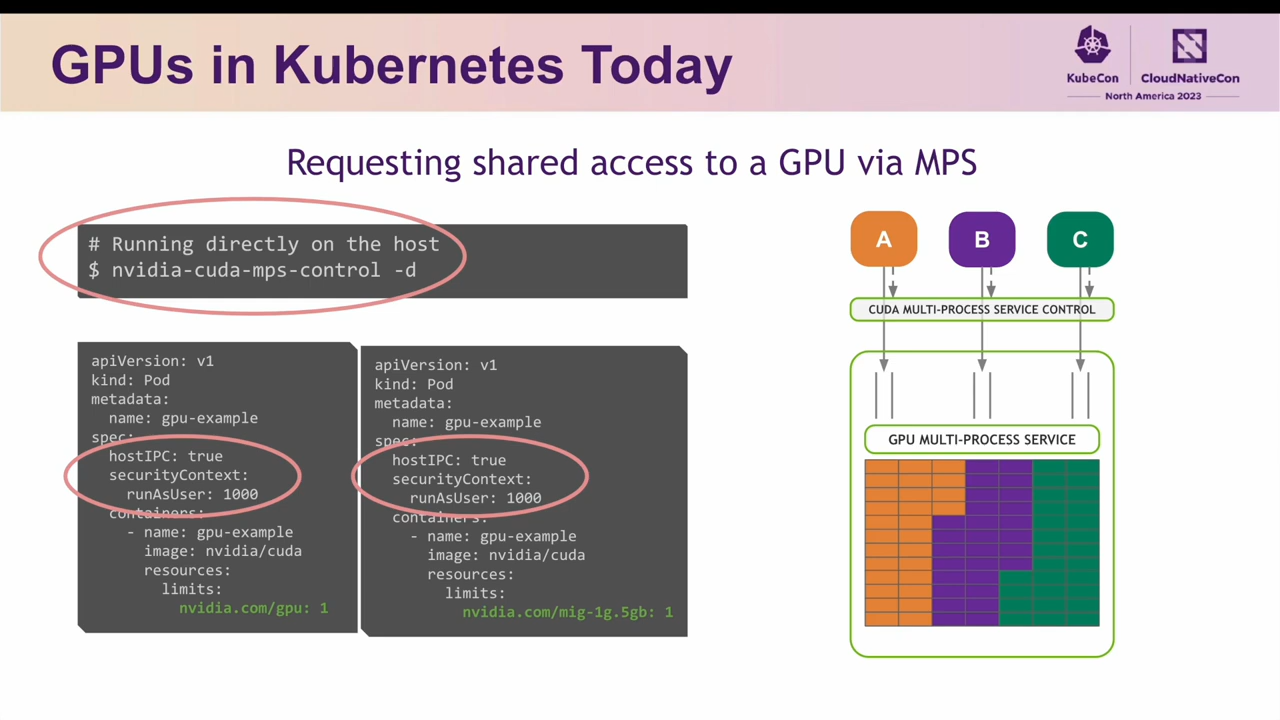 GPUs in Kubernetes Today
KubeCon
CloudNativeCon
North America 2023
Requesting shared access to a GPU via MPS
# Running directly on the host
$ nvidia-cuda-mps-control -d
apiVersion: v1
kind: Pod
metadata:
  name: gpu-example
spec:
  hostIPC: true
  securityContext:
    runAsUser: 1000
  containers:
    - name: gpu-example
      image: nvidia/cuda
      resources:
        limits:
          nvidia.com/gpu: 1
apiVersion: v1
kind: Pod
metadata:
  name: gpu-example
spec:
  hostIPC: true
  securityContext:
    runAsUser: 1000
  containers:
    - name: gpu-example
      image: nvidia/cuda
      resources:
        limits:
          nvidia.com/mig-1g.5gb: 1
A
B
C
CUDA MULTI-PROCESS SERVICE CONTROL
GPU MULTI-PROCESS SERVICE